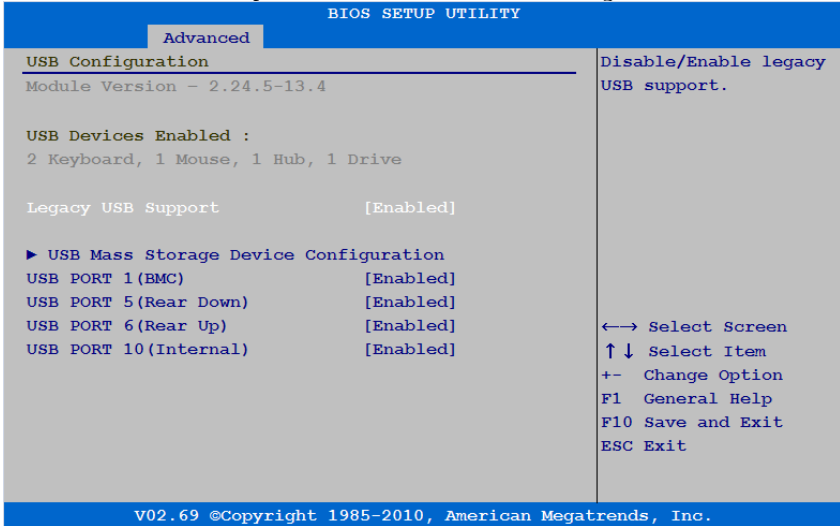 BIOS SETUP UTILITY
Advanced
USB Configuration
Module Version - 2.24.5-13.4
USB Devices Enabled :
2 Keyboard, 1 Mouse, 1 Hub, 1 Drive
Legacy USB Support [Enabled]
► USB Mass Storage Device Configuration
USB PORT 1(BMC) [Enabled]
USB PORT 5(Rear Down) [Enabled]
USB PORT 6(Rear Up) [Enabled]
USB PORT 10(Internal) [Enabled]
Disable/Enable legacy
USB support.
←→ Select Screen
↑↓ Select Item
+- Change Option
F1 General Help
F10 Save and Exit
ESC Exit
V02.69 ©Copyright 1985-2010, American Megatrends, Inc.